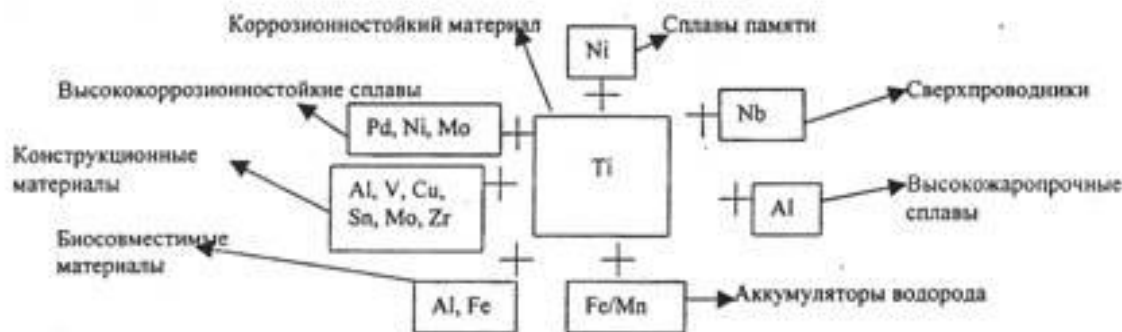 Коррозионностойкий материал
Сплавы памяти
Ni
Высококоррозионностойкие сплавы
Сверхпроводники
Pd, Ni, Mo
Nb
Конструкционные
материалы
Ti
Al, V, Cu,
Sn, Mo, Zr
Al
Высокожаропрочные
сплавы
Биосовместимые
материалы
Al, Fe
Fe/Mn
Аккумуляторы водорода